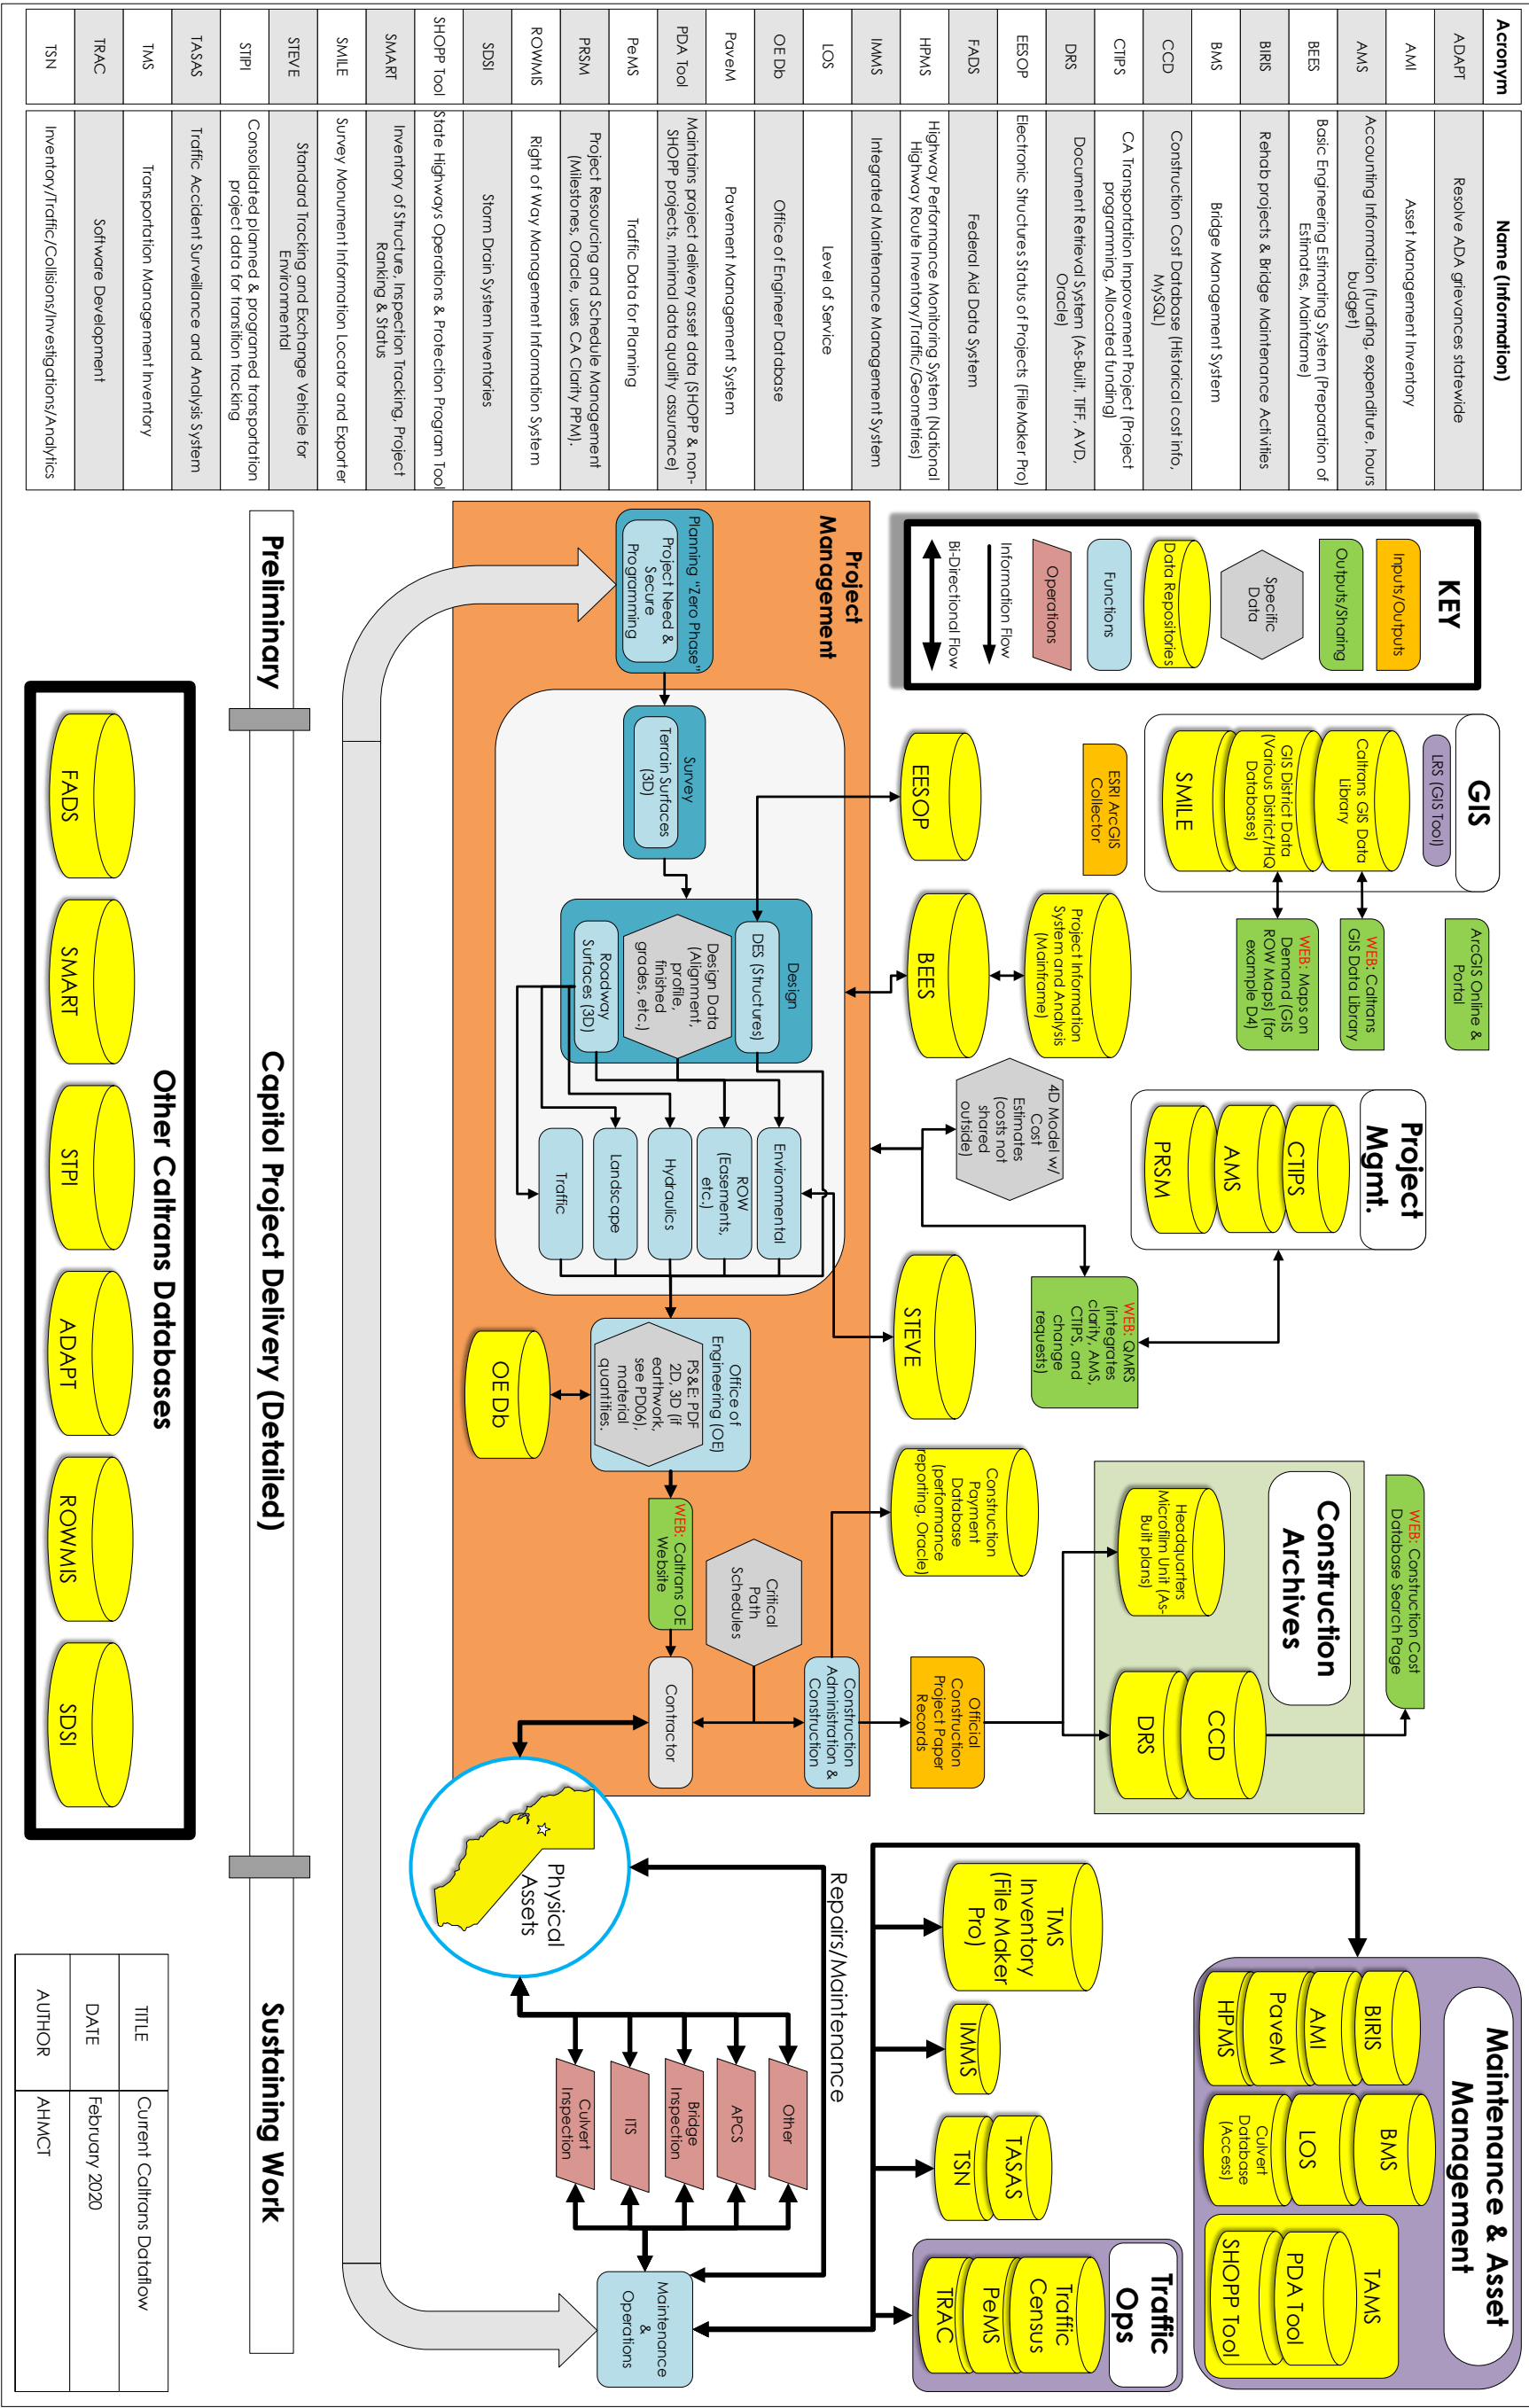 Acronym Name (Information)
ADAPT Resolve ADA grievances statewide
AMI Asset Management Inventory
AMS Accounting Information (funding, expenditure, hours
budget)
BEES Basic Engineering Estimating System (Preparation of
Estimates, Mainframe)
BIRIS Rehab projects & Bridge Maintenance Activities
BMS Bridge Management System
CCD Construction Cost Database (Historical cost info,
MySQL)
CTIPS CA Transportation Improvement Project (Project
programming, Allocated funding)
DRS Document Retrieval System (As-Built, TIFF, AVD,
Oracle)
EESOP Electronic Structures Status of Projects (FileMaker Pro)
FADS Federal Aid Data System
HPMS Highway Performance Monitoring System (National
Highway Route Inventory/Traffic/Geometries)
IMMS Integrated Maintenance Management System
LOS Level of Service
OE Db Office of Engineer Database
PaveM Pavement Management System
PDA Tool Maintains project delivery asset data (SHOPP & non-
SHOPP projects, minimal data quality assurance)
PeMS Traffic Data for Planning
PRSM Project Resourcing and Schedule Management
(Milestones, Oracle, uses CA Clarity PPM).
ROWMIS Right of Way Management Information System
SDSI Storm Drain System Inventories
SHOPP Tool State Highways Operations & Protection Program Tool
SMART Inventory of Structure, Inspection Tracking, Project
Ranking & Status
SMILE Survey Monument Information Locator and Exporter
STEVE Standard Tracking and Exchange Vehicle for
Environmental
STIPI Consolidated planned & programed transportation
project data for transition tracking
TASAS Traffic Accident Surveillance and Analysis System
TMS Transportation Management Inventory
TRAC Software Development
TSN Inventory/Traffic/Collisions/Investigations/Analytics
KEY
Inputs/Outputs
Outputs/Sharing
Specific
Data
Data Repositories
Functions
Operations
Information Flow
Bi-Directional Flow
GIS
LRS (GIS Tool)
Caltrans GIS Data
Library
GIS District Data
(Various District/HQ
Databases)
SMILE
ESRI ArcGIS
Collector
ArcGIS Online &
Portal
WEB: Caltrans
GIS Data Library
WEB: Maps on
Demand (GIS
ROW Maps) (for
example D4)
Project
Mgmt.
CTIPS
AMS
PRSM
WEB: QMRS
(integrates
clarity, AMS,
CTIPS, and
change
requests)
WEB: Construction Cost
Database Search Page
Construction
Archives
Headquarters
Microfilm Unit (As-
Built plans)
CCD
DRS
Maintenance & Asset
Management
BIRIS
AMI
PaveM
HPMS
BMS
LOS
Culvert
Database
(Access)
TAMS
PDA Tool
SHOPP Tool
EESOP
Project Information
System and Analysis
(Mainframe)
BEES
4D Model w/
Cost
Estimates
(costs not
shared
outside)
STEVE
Construction
Payment
Database
(performance
reporting, Oracle)
Official
Construction
Project Paper
Records
TMS
Inventory
(File Maker
Pro)
IMMS
TASAS
TSN
Traffic
Ops
Traffic
Census
PeMS
TRAC
Project
Management
Planning "Zero Phase"
Project Need &
Secure
Programming
Survey
Terrain Surfaces
(3D)
Design
DES (Structures)
Design Data
(Alignment,
profile,
finished
grades, etc.)
Roadway
Surfaces (3D)
Environmental
ROW
(Easements,
etc.)
Hydraulics
Landscape
Traffic
Office of
Engineering (OE)
PS&E: PDF
2D, 3D (if
earthwork,
see PD06),
material
quantities.
OE Db
WEB: Caltrans OE
Website
Critical
Path
Schedules
Construction
Administration &
Construction
Contractor
Physical
Assets
Repairs/Maintenance
Other
APCS
Bridge
Inspection
ITS
Culvert
Inspection
Maintenance
&
Operations
Preliminary
Capitol Project Delivery (Detailed)
Sustaining Work
Other Caltrans Databases
FADS
SMART
STPI
ADAPT
ROWMIS
SDSI
TITLE Current Caltrans Dataflow
DATE February 2020
AUTHOR AHMCT